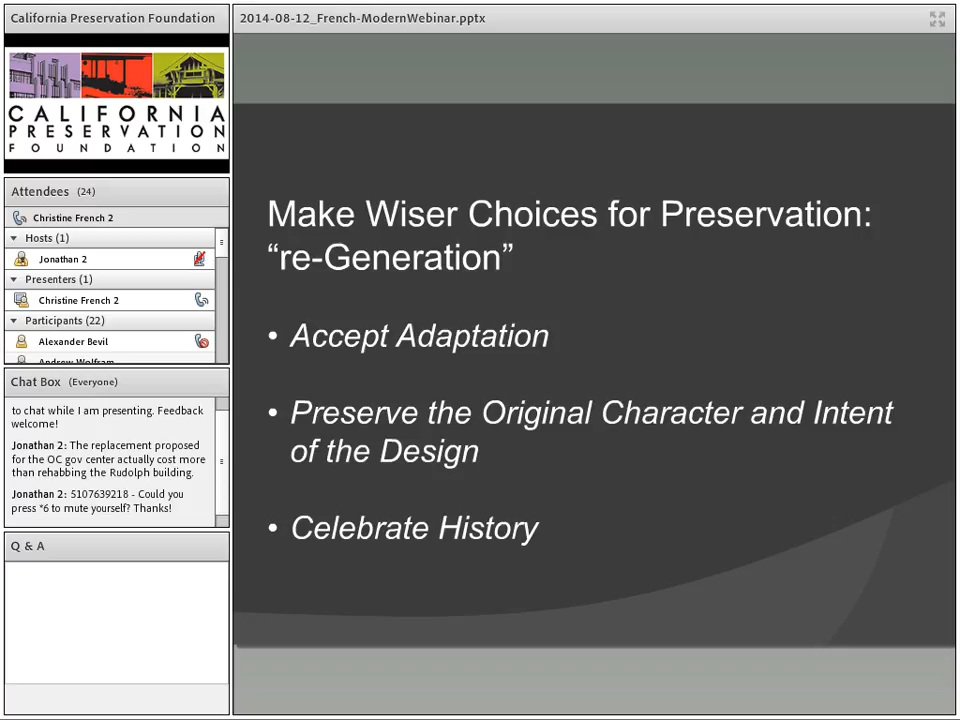 California Preservation Foundation
CALIFORNIA
PRESERVATION
FOUNDATION
Attendees (24)
Christine French 2
Hosts (1)
Jonathan 2
Presenters (1)
Christine French 2
Participants (22)
Alexander Bevil
Andrew Wolfram
Chat Box (Everyone)
to chat while I am presenting. Feedback
welcome!
Jonathan 2: The replacement proposed
for the OC gov center actually cost more
than rehabbing the Rudolph building.
Jonathan 2: 5107639218 - Could you
press *6 to mute yourself? Thanks!
Q & A
2014-08-12_French-ModernWebinar.pptx
Make Wiser Choices for Preservation:
“re-Generation”
• Accept Adaptation
• Preserve the Original Character and Intent
of the Design
• Celebrate History